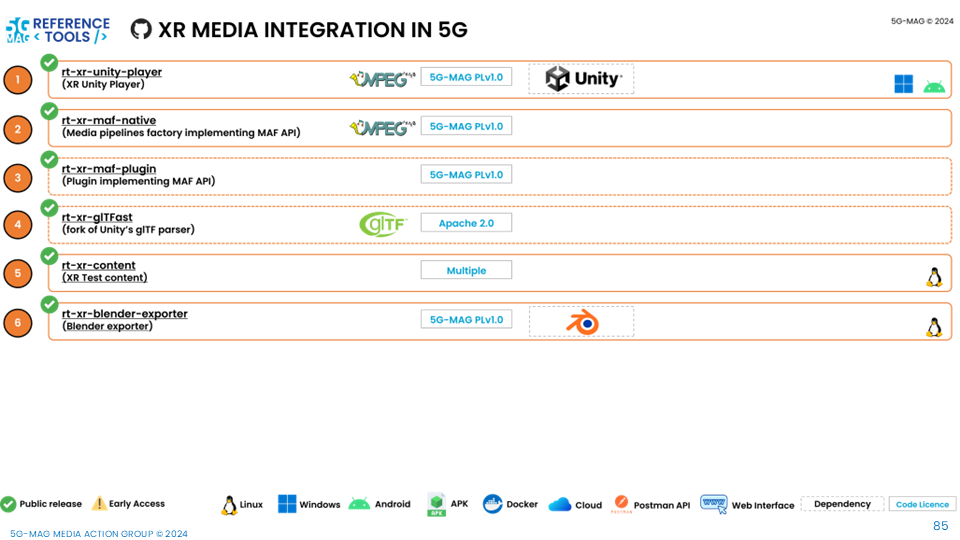 5G MAG REFERENCE TOOLS < />
XR MEDIA INTEGRATION IN 5G
5G-MAG © 2024
1
rt-xr-unity-player
(XR Unity Player)
MPEG
5G-MAG PLv1.0
Unity
2
rt-xr-maf-native
(Media pipelines factory implementing MAF API)
MPEG
5G-MAG PLv1.0
3
rt-xr-maf-plugin
(Plugin implementing MAF API)
5G-MAG PLv1.0
4
rt-xr-glTFast
(fork of Unity's glTF parser)
glTF
Apache 2.0
5
rt-xr-content
(XR Test content)
Multiple
6
rt-xr-blender-exporter
(Blender exporter)
5G-MAG PLv1.0
Public release
Early Access
Linux
Windows
Android
APK
APK
Docker
Cloud
POSTMAN
Postman API
WWW
Web Interface
Dependency
Code Licence
5G-MAG MEDIA ACTION GROUP © 2024
85